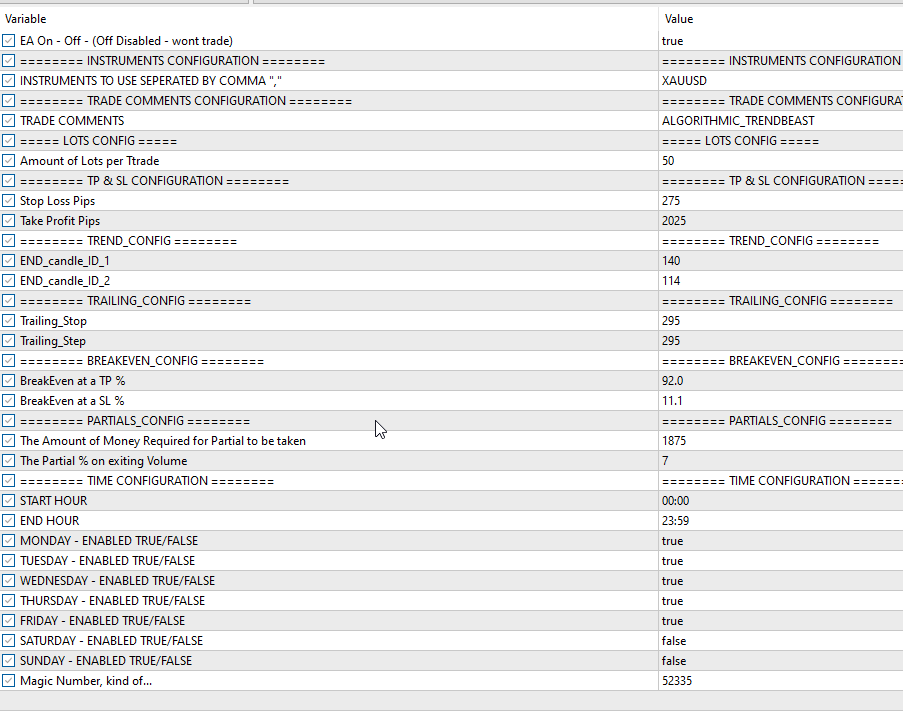 Variable Value
EA On - Off - (Off Disabled - wont trade) true
======== INSTRUMENTS CONFIGURATION ======== ======== INSTRUMENTS CONFIGURATION
INSTRUMENTS TO USE SEPERATED BY COMMA "," XAUUSD
======== TRADE COMMENTS CONFIGURATION ======== ======== TRADE COMMENTS CONFIGURAT
TRADE COMMENTS ALGORITHMIC_TRENDBEAST
===== LOTS CONFIG ===== ===== LOTS CONFIG =====
Amount of Lots per Ttrade 50
======== TP & SL CONFIGURATION ======== ======== TP & SL CONFIGURATION =====
Stop Loss Pips 275
Take Profit Pips 2025
======== TREND_CONFIG ======== ======== TREND_CONFIG ========
END_candle_ID_1 140
END_candle_ID_2 114
======== TRAILING_CONFIG ======== ======== TRAILING_CONFIG ========
Trailing_Stop 295
Trailing_Step 295
======== BREAKEVEN_CONFIG ======== ======== BREAKEVEN_CONFIG ========
BreakEven at a TP % 92.0
BreakEven at a SL % 11.1
======== PARTIALS_CONFIG ======== ======== PARTIALS_CONFIG ========
The Amount of Money Required for Partial to be taken 1875
The Partial % on exiting Volume 7
======== TIME CONFIGURATION ======== ======== TIME CONFIGURATION =======
START HOUR 00:00
END HOUR 23:59
MONDAY - ENABLED TRUE/FALSE true
TUESDAY - ENABLED TRUE/FALSE true
WEDNESDAY - ENABLED TRUE/FALSE true
THURSDAY - ENABLED TRUE/FALSE true
FRIDAY - ENABLED TRUE/FALSE true
SATURDAY - ENABLED TRUE/FALSE false
SUNDAY - ENABLED TRUE/FALSE false
Magic Number, kind of... 52335